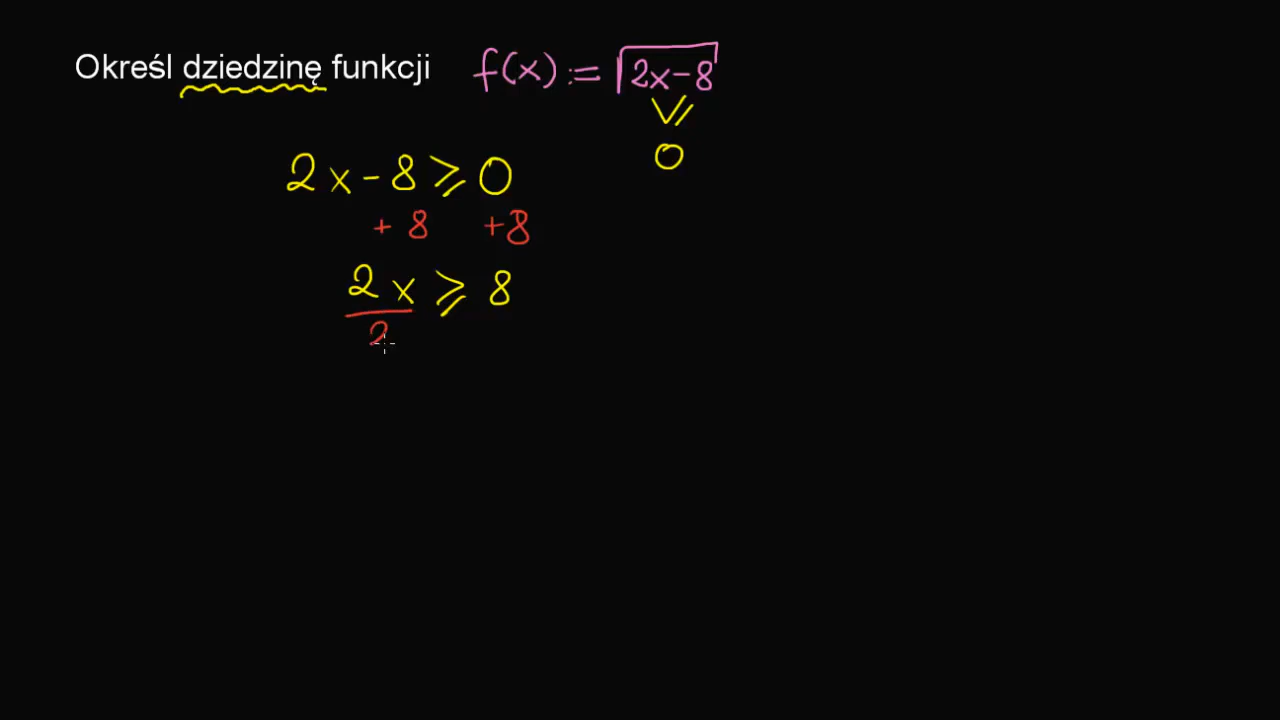 Określ dziedzinę funkcji f(x) := √2x-8
⩾
0
2x-8 ⩾ 0
+8 +8
2x ⩾ 8
2